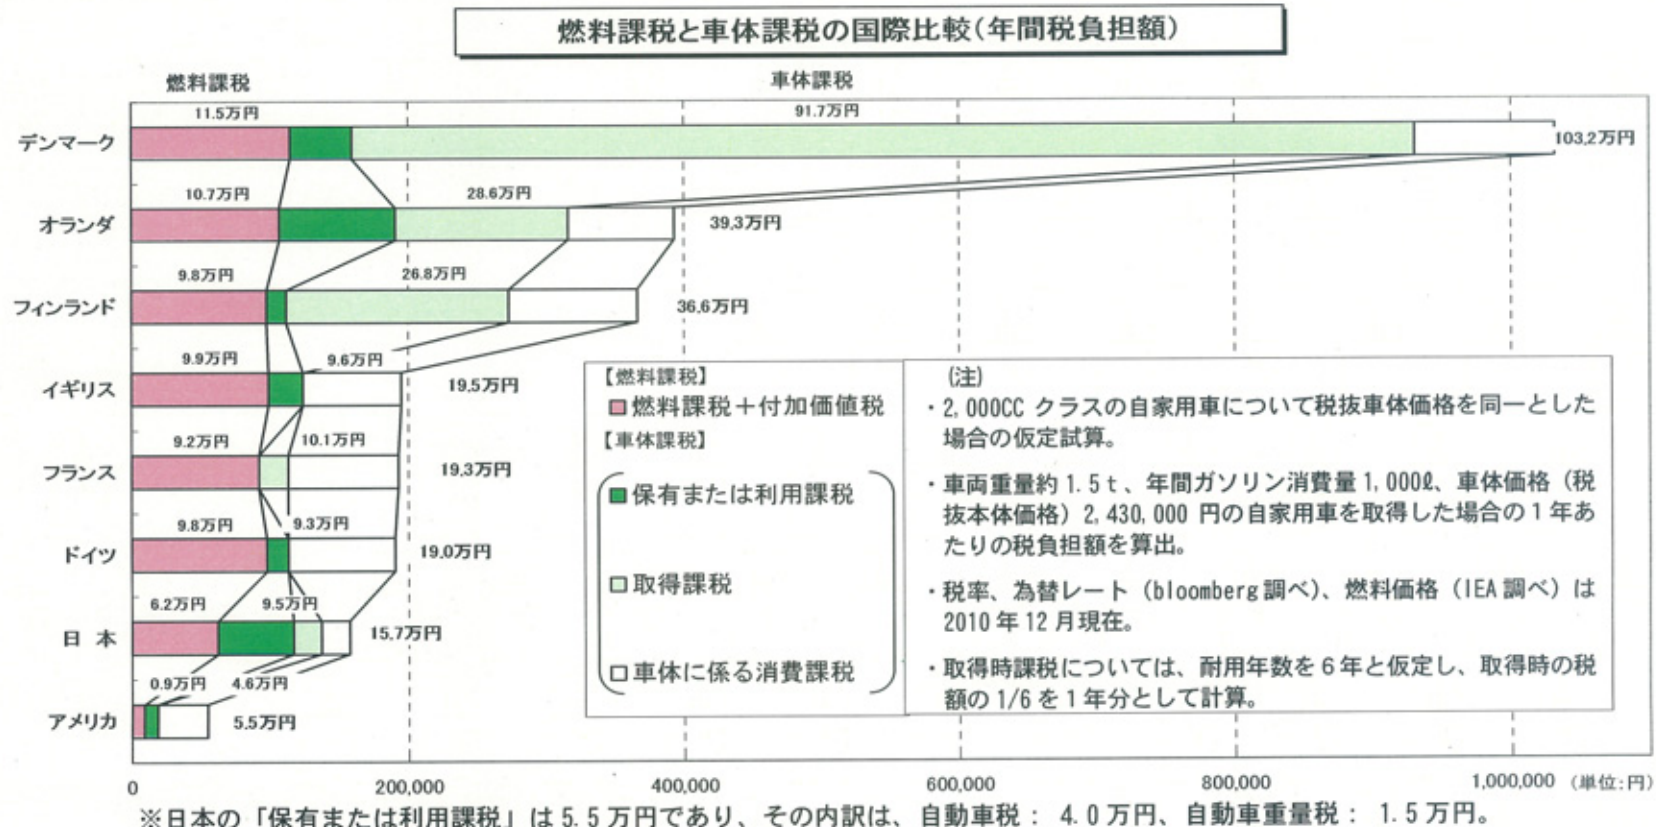 燃料課税と車体課税の国際比較(年間税負担額)
燃料課税
車体課税
11.5万円
91.7万円
デンマーク
103.2万円
10.7万円
28.6万円
オランダ
39.3万円
9.8万円
26.8万円
フィンランド
36.6万円
9.9万円
9.6万円
イギリス
19.5万円
9.2万円
10.1万円
フランス
19.3万円
9.8万円
9.3万円
ドイツ
19.0万円
6.2万円
9.5万円
日 本
15.7万円
0.9万円
4.6万円
アメリカ
5.5万円
【燃料課税】
燃料課税+付加価値税
【車体課税】
保有または利用課税
取得課税
車体に係る消費課税
(注)
・2,000CC クラスの自家用車について税抜車体価格を同一とした
場合の仮定試算。
・車両重量約1.5t、年間ガソリン消費量1,000ℓ、車体価格(税
抜本体価格)2,430,000 円の自家用車を取得した場合の1年あ
たりの税負担額を算出。
・税率、為替レート(bloomberg調べ)、燃料価格(IEA調べ)は
2010年12月現在。
・取得時課税については、耐用年数を6年と仮定し、取得時の税
額の1/6を1年分として計算。
0
200,000
400,000
600,000
800,000
1,000,000
(単位:円)
※日本の「保有または利用課税」は5.5万円であり、その内訳は、自動車税: 4.0万円、自動車重量税: 1.5万円。